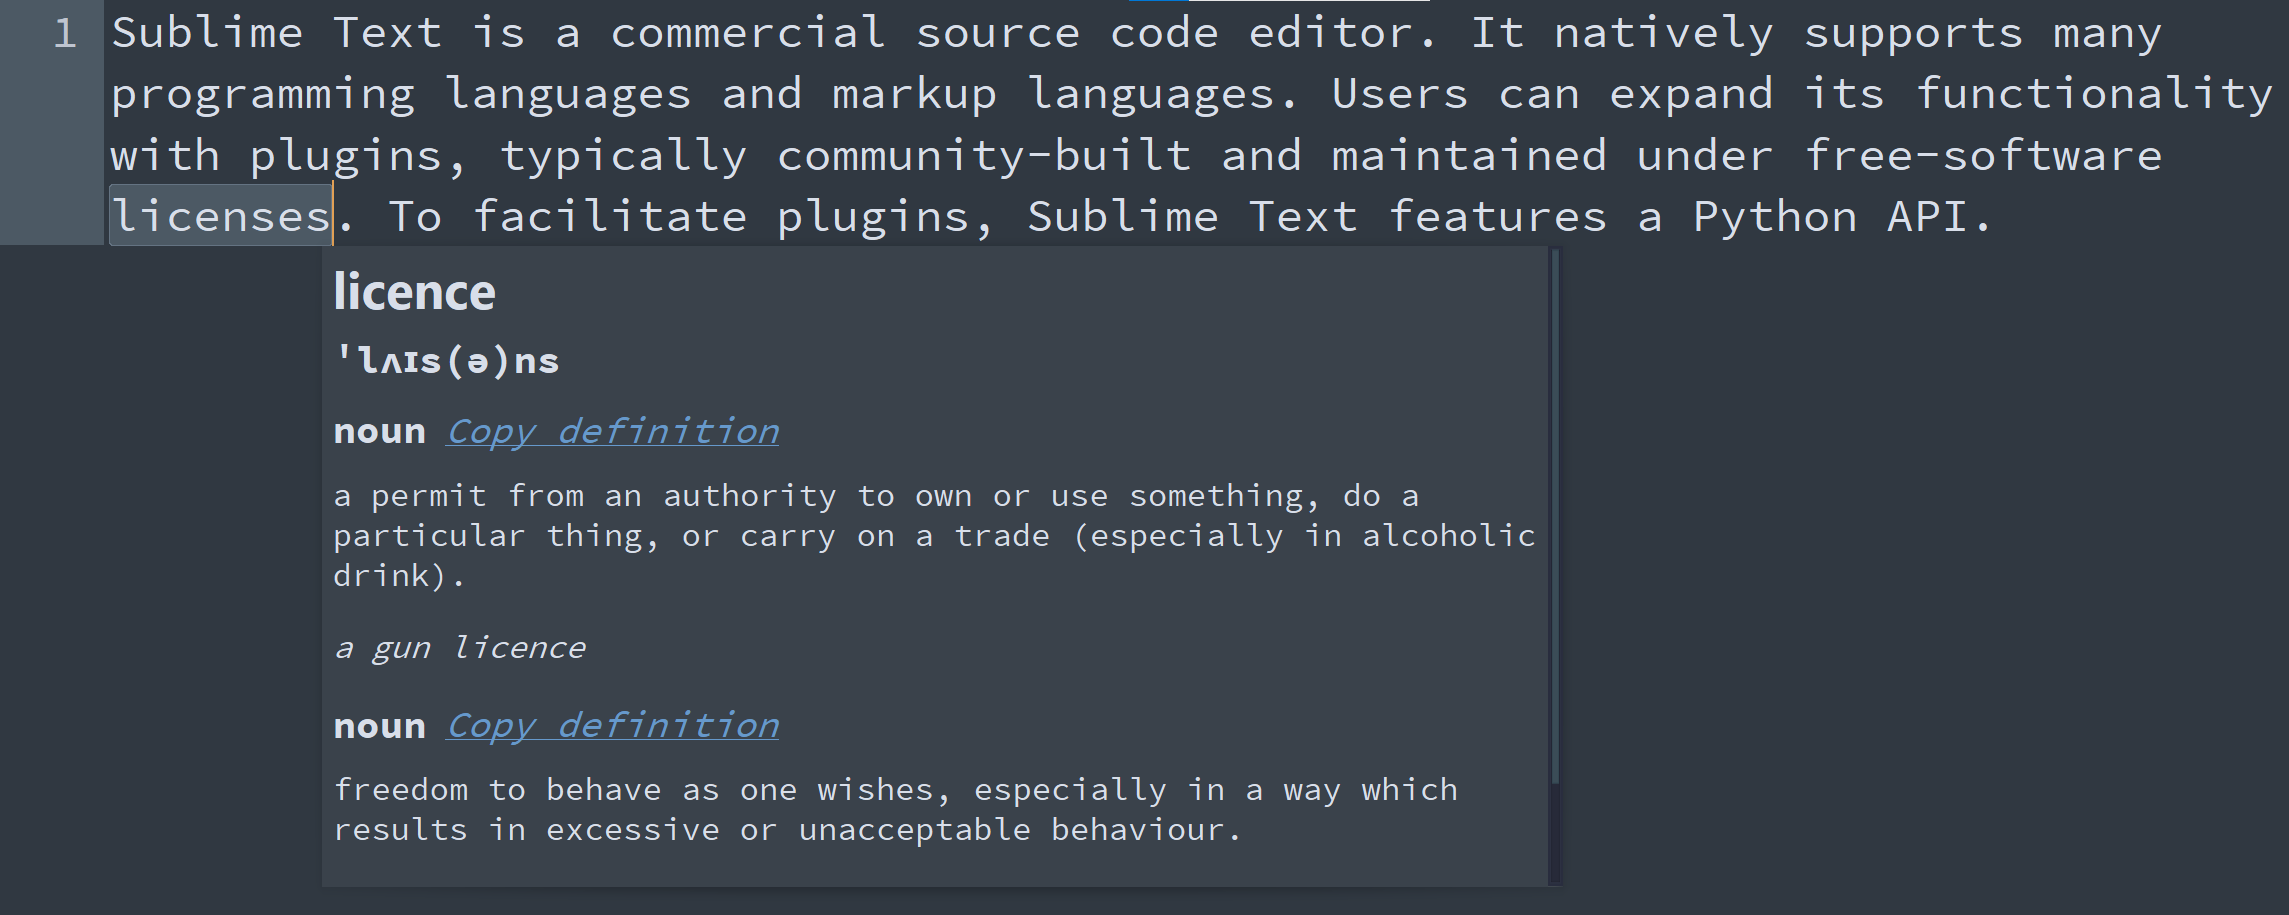 1 Sublime Text is a commercial source code editor. It natively supports many
programming languages and markup languages. Users can expand its functionality
with plugins, typically community-built and maintained under free-software
licenses. To facilitate plugins, Sublime Text features a Python API.
licence
ˈlʌɪs(ə)ns
noun Copy definition
a permit from an authority to own or use something, do a
particular thing, or carry on a trade (especially in alcoholic
drink).
a gun licence
noun Copy definition
freedom to behave as one wishes, especially in a way which
results in excessive or unacceptable behaviour.